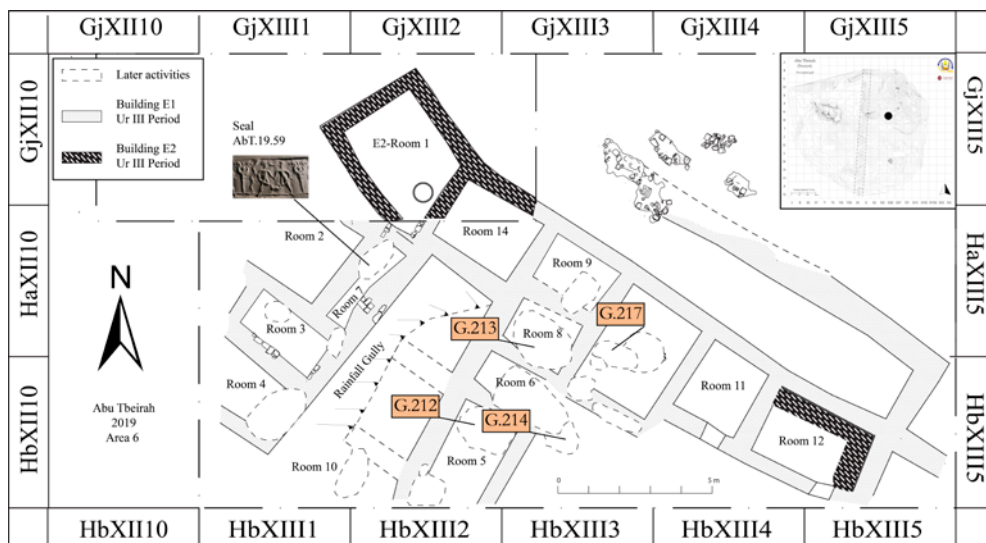 GjXII10
GjXIII1
GjXIII2
GjXIII3
GjXIII4
GjXIII5
GjXII10
HaXII10
HbXII10
Later activities
Building E1
Ur III Period
Building E2
Ur III Period
Seal
AbT.19.59
E2-Room 1
Abu Tbeirah
Room 2
Room 14
Room 9
Room 7
Room 3
Room 8
G.213
G.217
N
Rainfall Gully
Room 4
Room 6
Room 11
G.212
G.214
Room 12
Abu Tbeirah
2019
Area 6
Room 10
Room 5
0
5 m
GjXIII5
HaXIII5
HbXIII5
HbXII10
HbXIII1
HbXIII2
HbXIII3
HbXIII4
HbXIII5